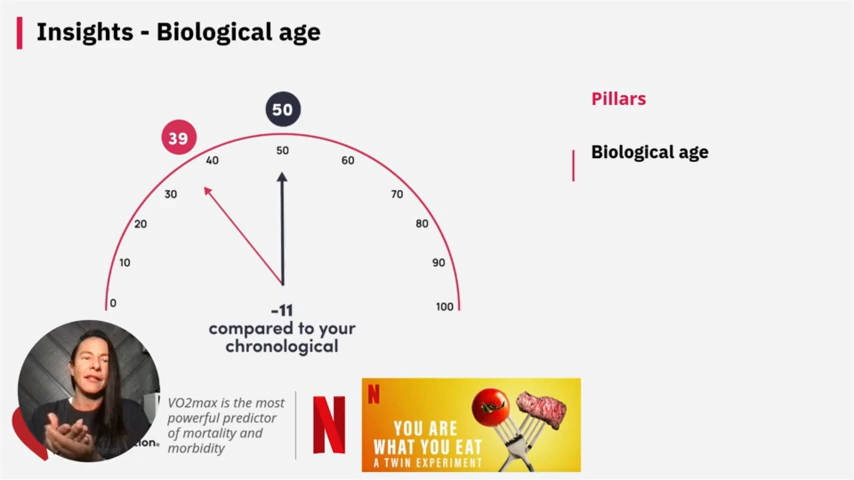 Insights - Biological age
50
39
50
40
60
30
70
20
80
10
90
0
100
-11
compared to your
chronological
Pillars
Biological age
VO2max is the most
powerful predictor
of mortality and
morbidity
N
N
YOU ARE
WHAT YOU EAT
A TWIN EXPERIMENT